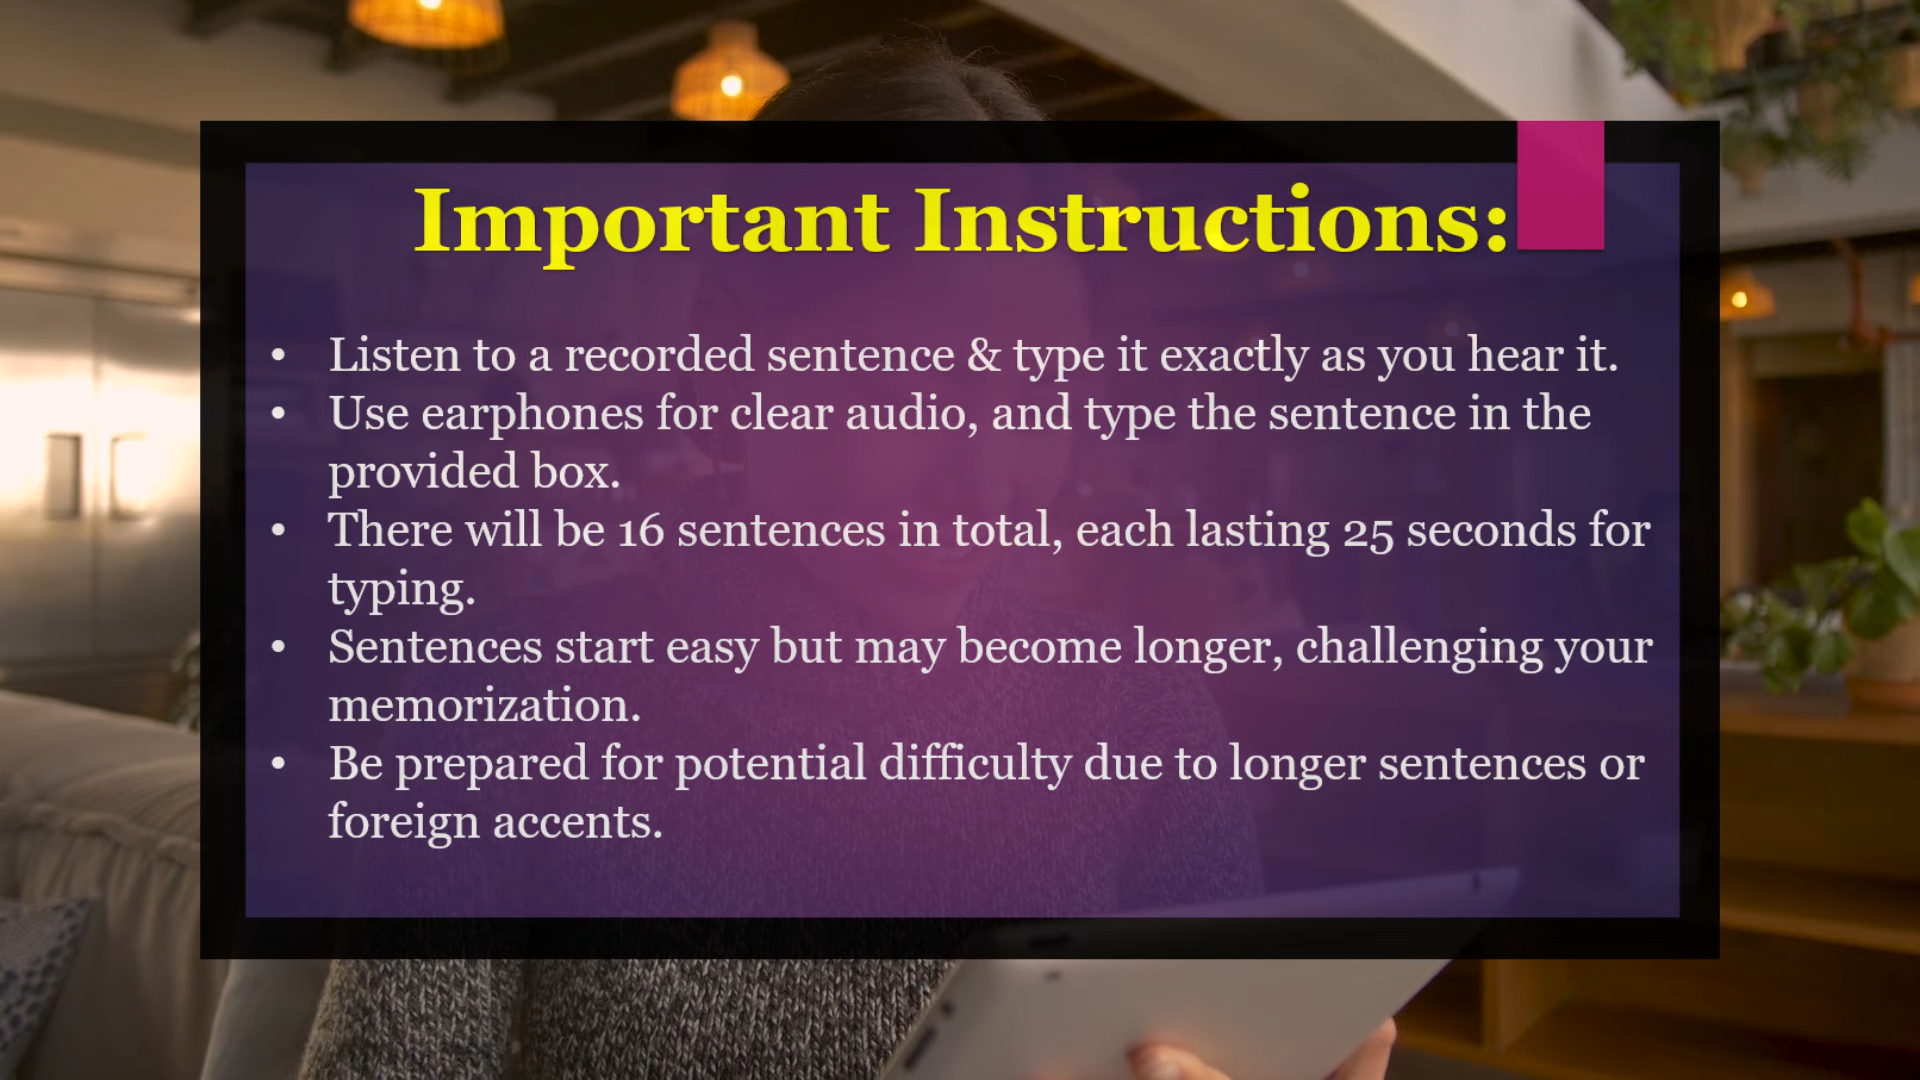 Important Instructions:
• Listen to a recorded sentence & type it exactly as you hear it.
• Use earphones for clear audio, and type the sentence in the
provided box.
• There will be 16 sentences in total, each lasting 25 seconds for
typing.
• Sentences start easy but may become longer, challenging your
memorization.
• Be prepared for potential difficulty due to longer sentences or
foreign accents.